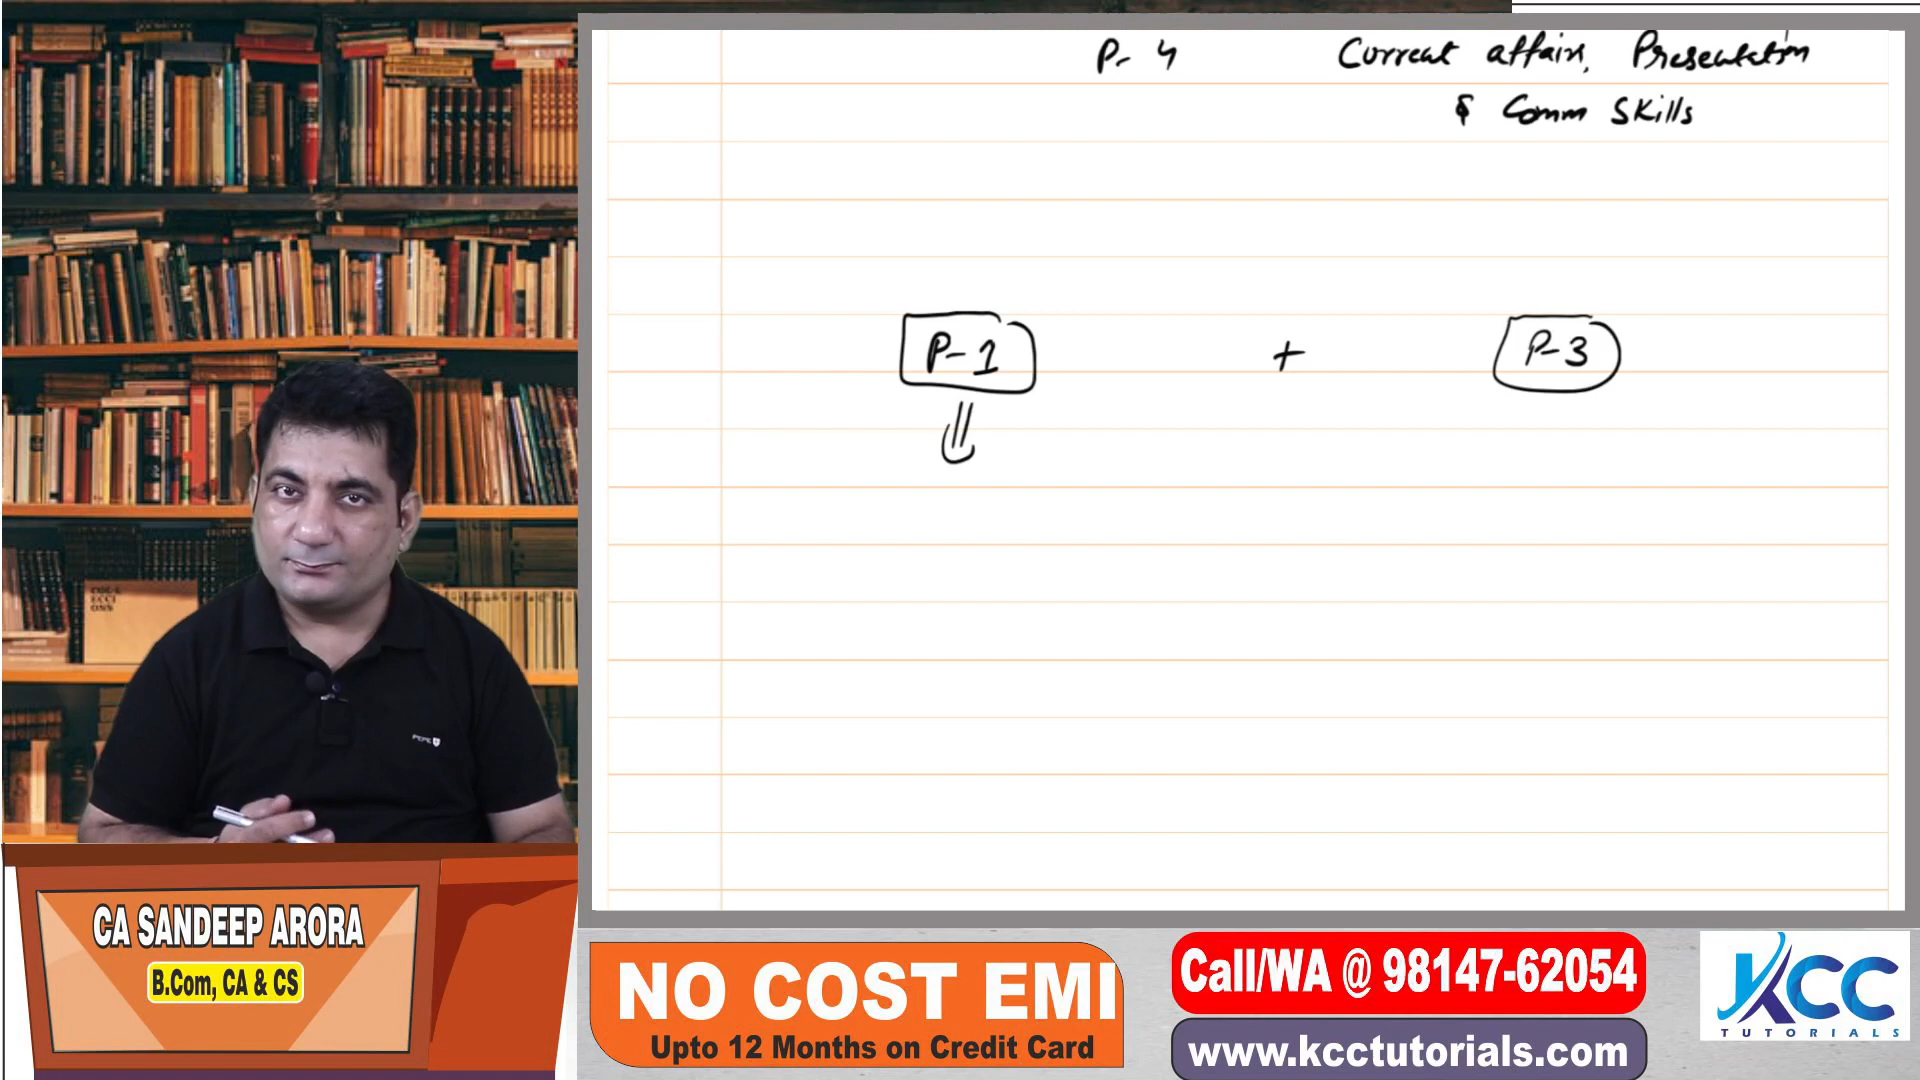 P- 4 Current affairs, Presentation
& Comm Skills
P-1 + P-3
PEPE
CA SANDEEP ARORA
B.Com, CA & CS
NO COST EMI
Upto 12 Months on Credit Card
Call/WA @ 98147-62054
www.kcctutorials.com
KCC
TUTORIALS